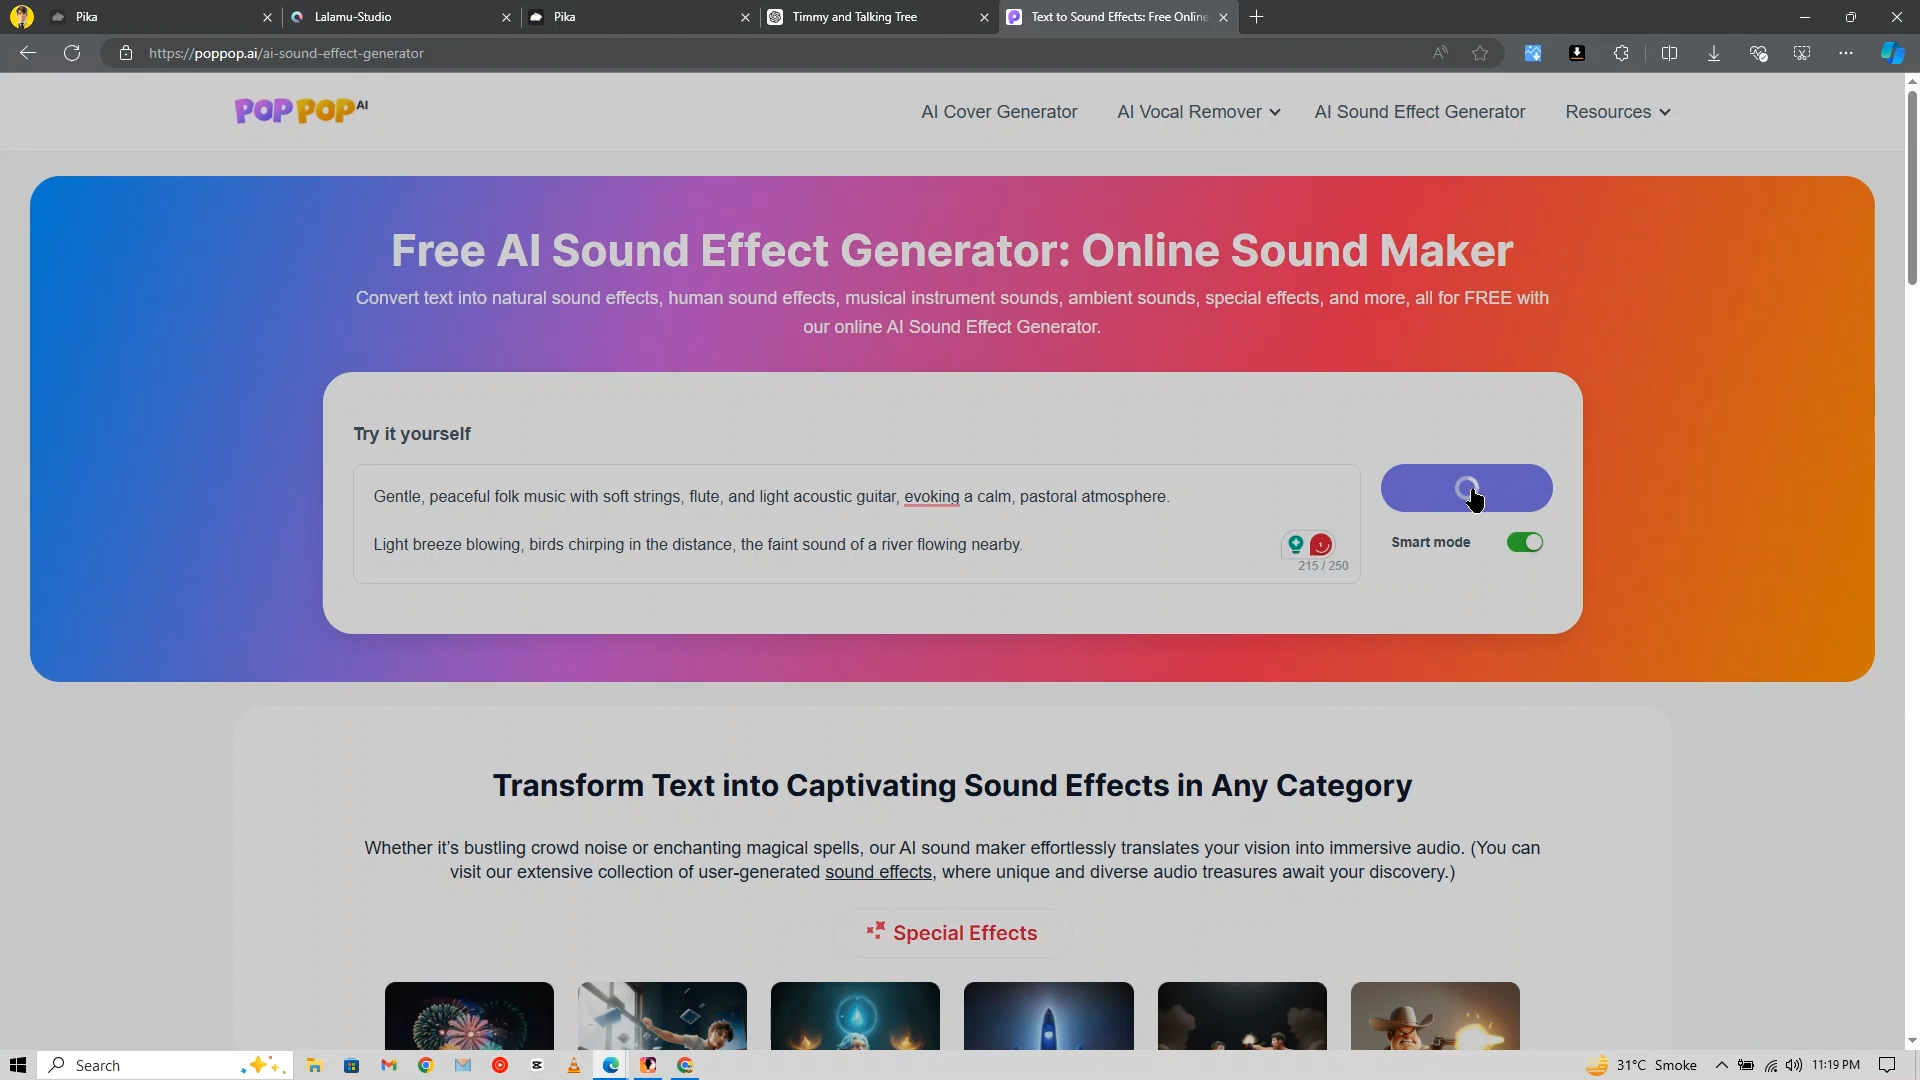 Pika
Lalamu-Studio
Pika
Timmy and Talking Tree
Text to Sound Effects: Free Online
https://poppop.ai/ai-sound-effect-generator
POP POP AI
AI Cover Generator
AI Vocal Remover
AI Sound Effect Generator
Resources
Free AI Sound Effect Generator: Online Sound Maker
Convert text into natural sound effects, human sound effects, musical instrument sounds, ambient sounds, special effects, and more, all for FREE with
our online AI Sound Effect Generator.
Try it yourself
Gentle, peaceful folk music with soft strings, flute, and light acoustic guitar, evoking a calm, pastoral atmosphere.
Light breeze blowing, birds chirping in the distance, the faint sound of a river flowing nearby.
215 / 250
Smart mode
Transform Text into Captivating Sound Effects in Any Category
Whether it's bustling crowd noise or enchanting magical spells, our AI sound maker effortlessly translates your vision into immersive audio. (You can
visit our extensive collection of user-generated sound effects, where unique and diverse audio treasures await your discovery.)
Special Effects
Search
31°C Smoke
11:19 PM